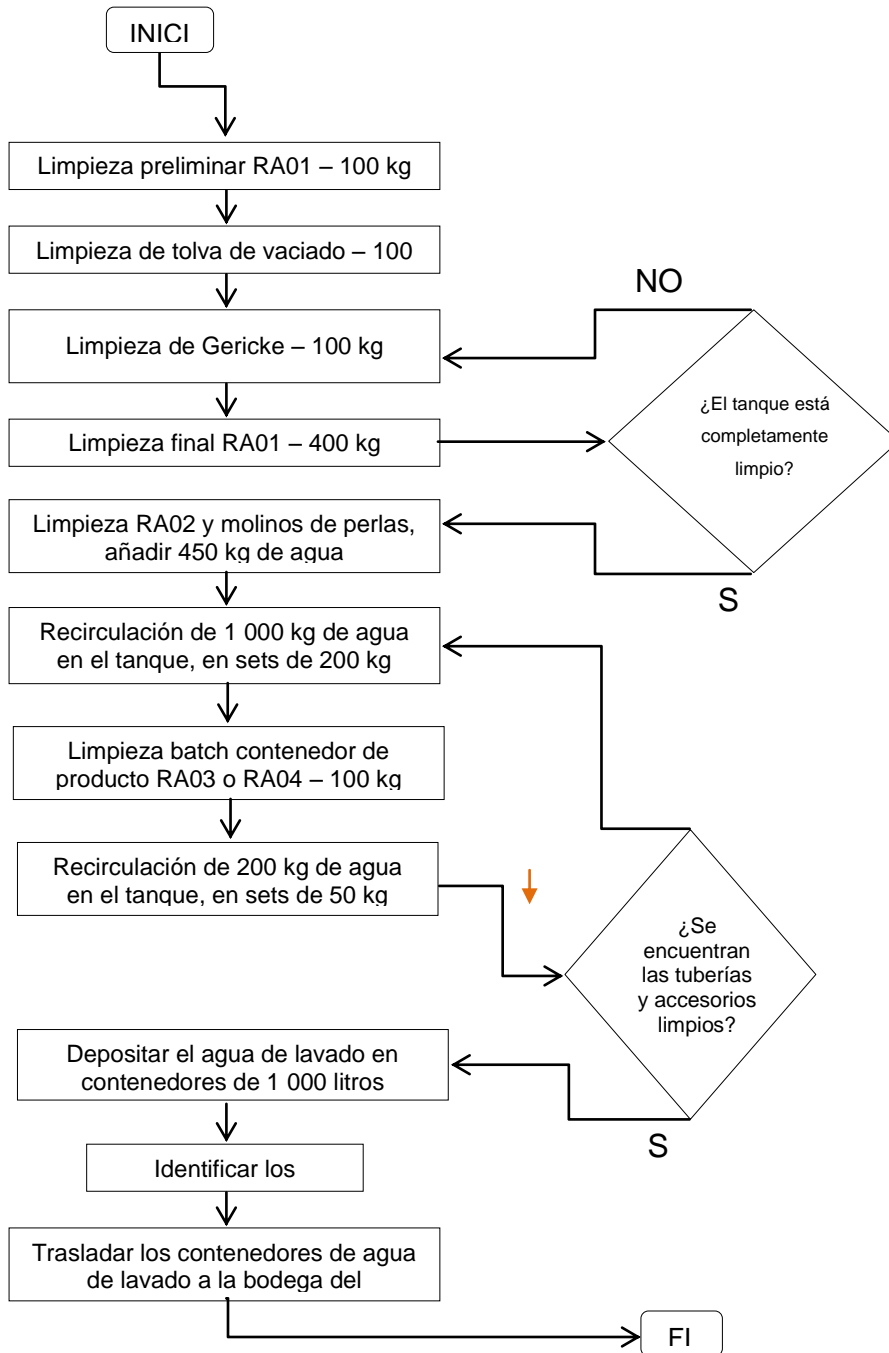 INICI
Limpieza preliminar RA01 – 100 kg
Limpieza de tolva de vaciado – 100
NO
Limpieza de Gericke – 100 kg
¿El tanque está
completamente
limpio?
Limpieza final RA01 – 400 kg
Limpieza RA02 y molinos de perlas,
añadir 450 kg de agua
S
Recirculación de 1 000 kg de agua
en el tanque, en sets de 200 kg
Limpieza batch contenedor de
producto RA03 o RA04 – 100 kg
Recirculación de 200 kg de agua
en el tanque, en sets de 50 kg
¿Se
encuentran
las tuberías
y accesorios
limpios?
Depositar el agua de lavado en
contenedores de 1 000 litros
S
Identificar los
Trasladar los contenedores de agua
de lavado a la bodega del
FI